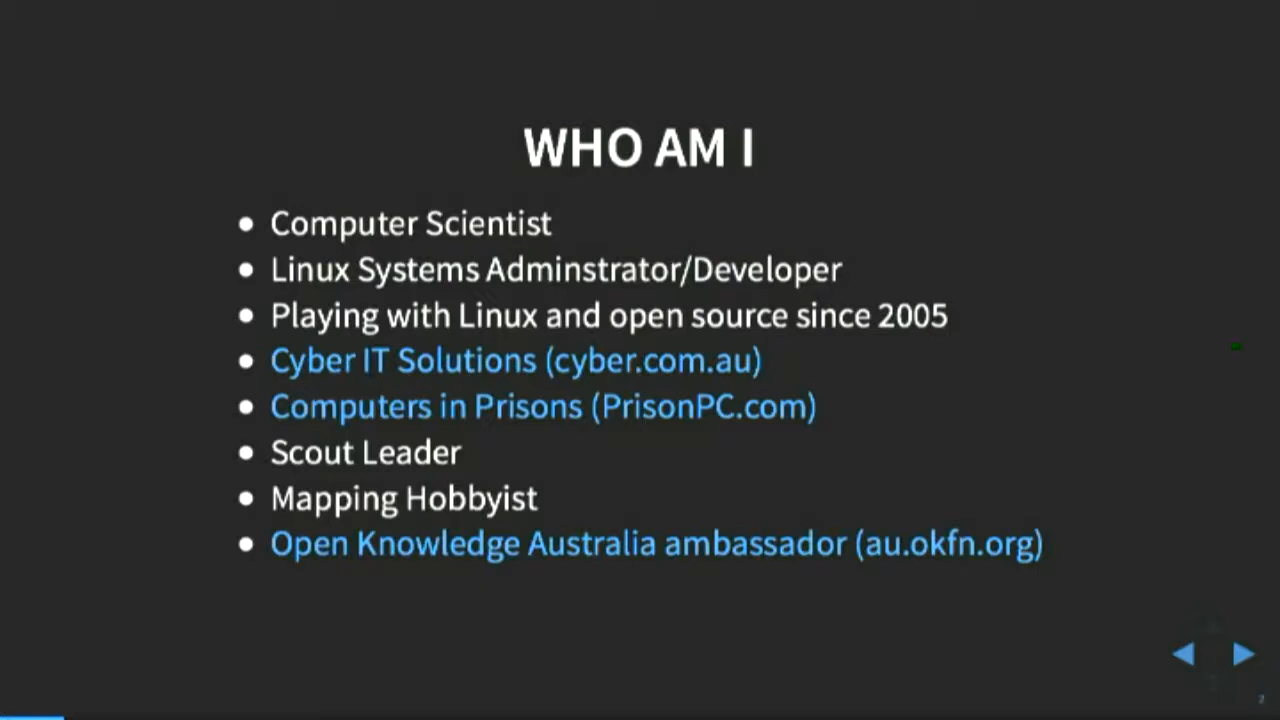 WHO AM I
Computer Scientist
Linux Systems Adminstrator/Developer
Playing with Linux and open source since 2005
Cyber IT Solutions (cyber.com.au)
Computers in Prisons (PrisonPC.com)
Scout Leader
Mapping Hobbyist
Open Knowledge Australia ambassador (au.okfn.org)